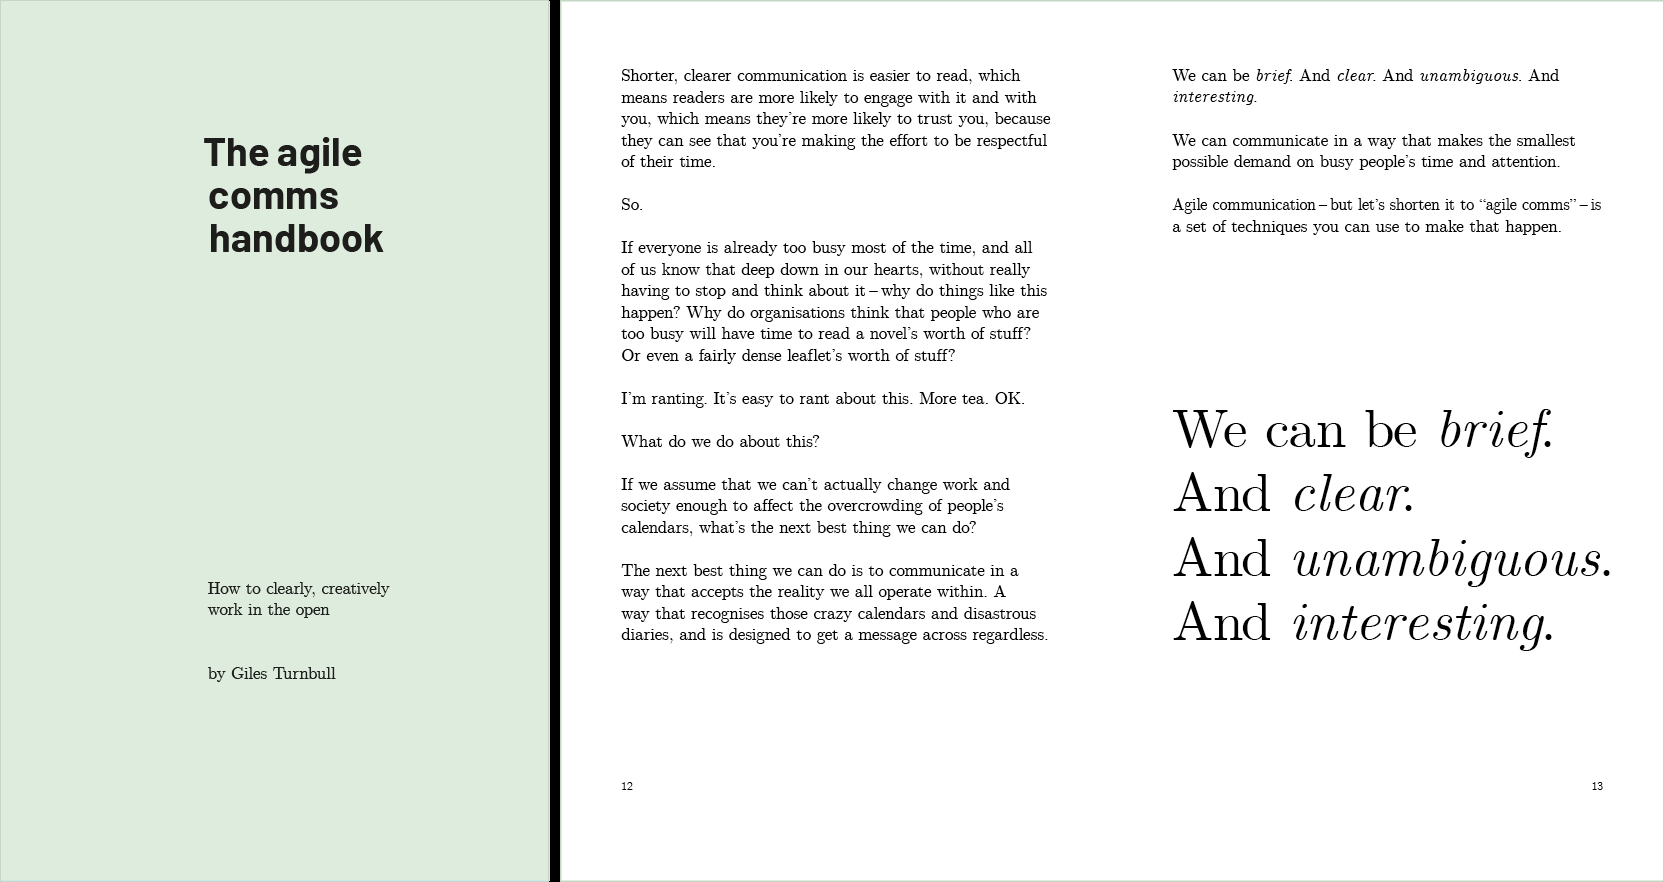 The agile
comms
handbook
How to clearly, creatively
work in the open
by Giles Turnbull
Shorter, clearer communication is easier to read, which
means readers are more likely to engage with it and with
you, which means they’re more likely to trust you, because
they can see that you’re making the effort to be respectful
of their time.
So.
If everyone is already too busy most of the time, and all
of us know that deep down in our hearts, without really
having to stop and think about it – why do things like this
happen? Why do organisations think that people who are
too busy will have time to read a novel’s worth of stuff?
Or even a fairly dense leaflet’s worth of stuff?
I’m ranting. It’s easy to rant about this. More tea. OK.
What do we do about this?
If we assume that we can’t actually change work and
society enough to affect the overcrowding of people’s
calendars, what’s the next best thing we can do?
The next best thing we can do is to communicate in a
way that accepts the reality we all operate within. A
way that recognises those crazy calendars and disastrous
diaries, and is designed to get a message across regardless.
12
We can be brief. And clear. And unambiguous. And
interesting.
We can communicate in a way that makes the smallest
possible demand on busy people’s time and attention.
Agile communication – but let’s shorten it to “agile comms” – is
a set of techniques you can use to make that happen.
We can be brief.
And clear.
And unambiguous.
And interesting.
13